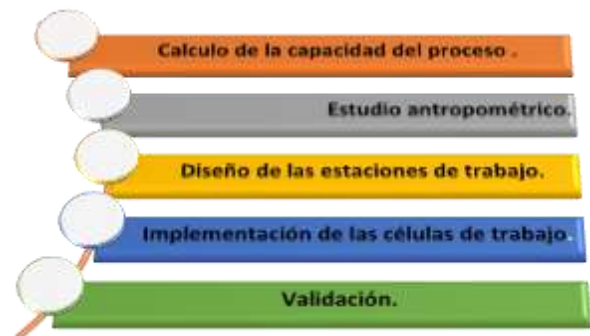 Calculo de la capacidad del proceso .
Estudio antropométrico.
Diseño de las estaciones de trabajo.
Implementación de las células de trabajo.
Validación.